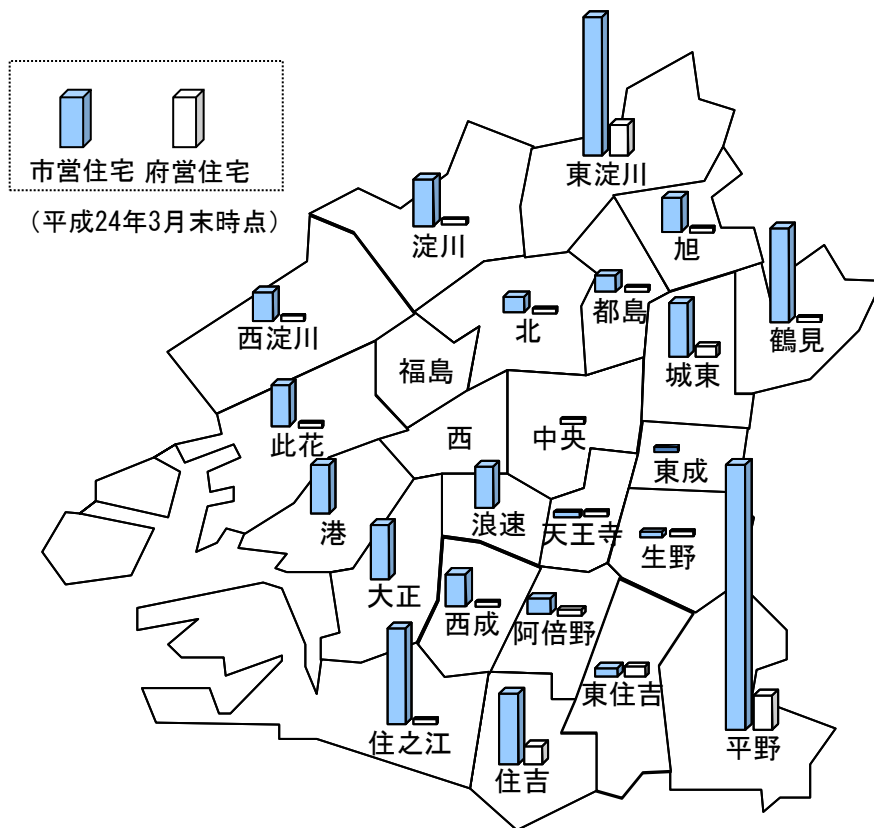 市営住宅 府営住宅
（平成24年3月末時点）
東淀川
淀川
旭
西淀川
北
都島
鶴見
城東
福島
此花
西
中央
東成
港
浪速
天王寺
生野
大正
西成
阿倍野
東住吉
住之江
平野
住吉